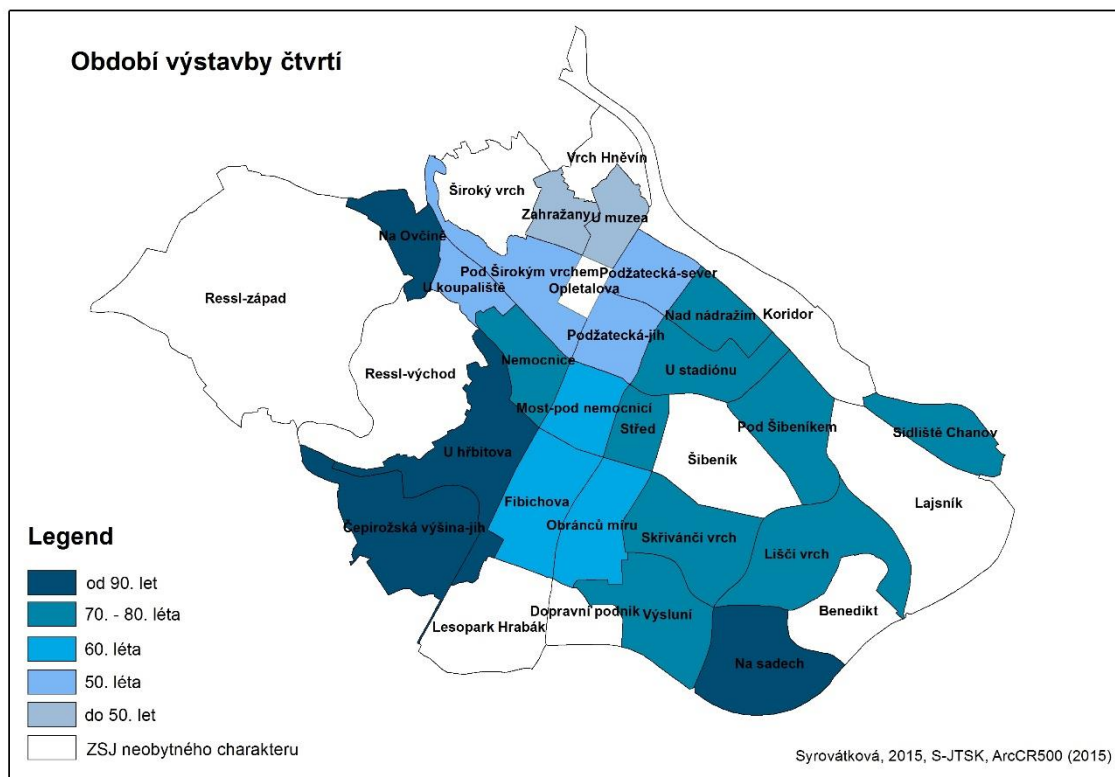 Období výstavby čtvrtí
Vrch Hněvín
Široký vrch
Zahražany
U muzea
Na Ovčíně
Pod Širokým vrchem
Podžatecká-sever
U koupaliště
Opletalova
Ressl-západ
Nad nádražím
Koridor
Podžatecká-jih
Nemocnice
U stadiónu
Ressl-východ
Most-pod nemocnicí
Střed
Pod Šibeníkem
Sídliště Chanov
U hřbitova
Šibeník
Fibichova
Lajsník
Čepirožská výšina-jih
Obránců míru
Skřivánčí vrch
Liščí vrch
Benedikt
Dopravní podnik
Výsluní
Lesopark Hrabák
Na sadech
Legend
od 90. let
70. - 80. léta
60. léta
50. léta
do 50. let
ZSJ neobytného charakteru
Syrovátková, 2015, S-JTSK, ArcCR500 (2015)